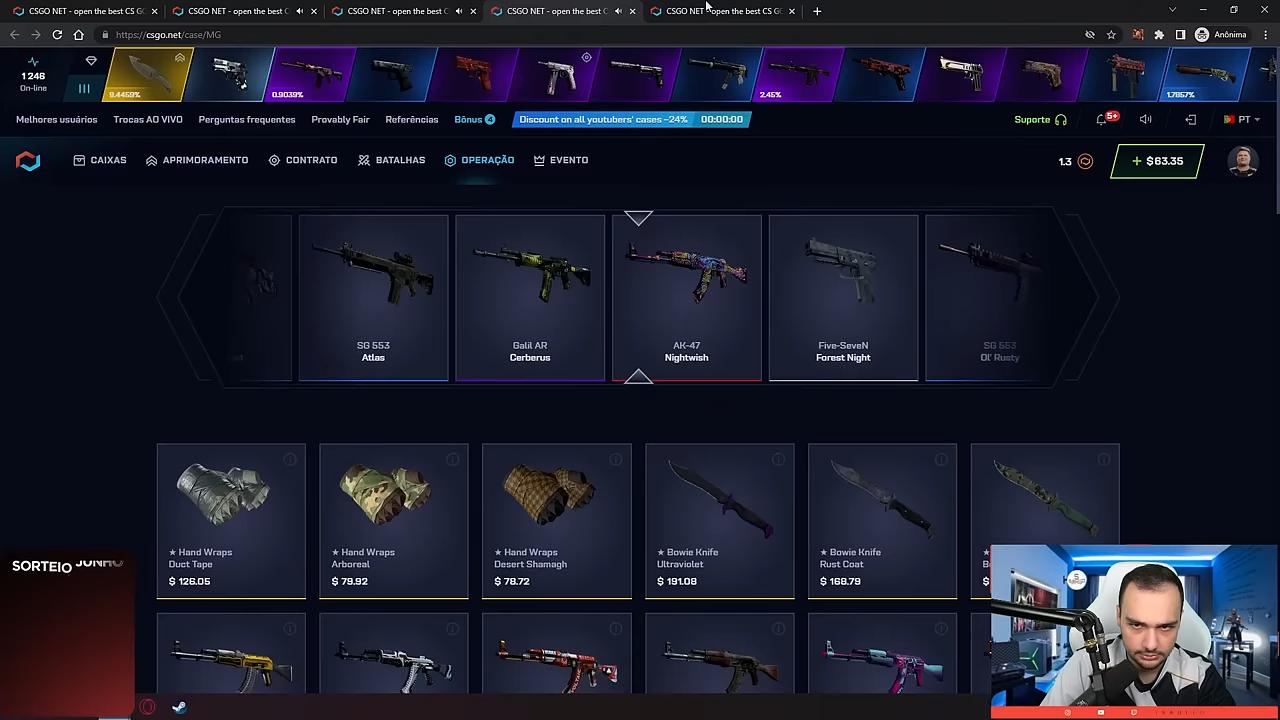 CSGO NET - open the best CS GO C
CSGO NET - open the best C
CSGO NET - open the best C
CSGO NET - open the best C
CSGO NET - open the best CS GO
https://csgo.net/case/MG
Anônima
1 246
On-line
9.4459%
0.9039%
2.45%
1.7857%
Melhores usuários
Trocas AO VIVO
Perguntas frequentes
Provably Fair
Referências
Bônus 4
Discount on all youtubers' cases –24%
00:00:00
Suporte
5+
PT
CAIXAS
APRIMORAMENTO
CONTRATO
BATALHAS
OPERAÇÃO
EVENTO
1.3
+ $63.35
SG 553
Atlas
Galil AR
Cerberus
AK-47
Nightwish
Five-SeveN
Forest Night
SG 553
Ol' Rusty
★ Hand Wraps
Duct Tape
$ 126.05
★ Hand Wraps
Arboreal
$ 79.92
★ Hand Wraps
Desert Shamagh
$ 76.72
★ Bowie Knife
Ultraviolet
$ 191.08
★ Bowie Knife
Rust Coat
$ 168.79
SORTEIO JUNHO